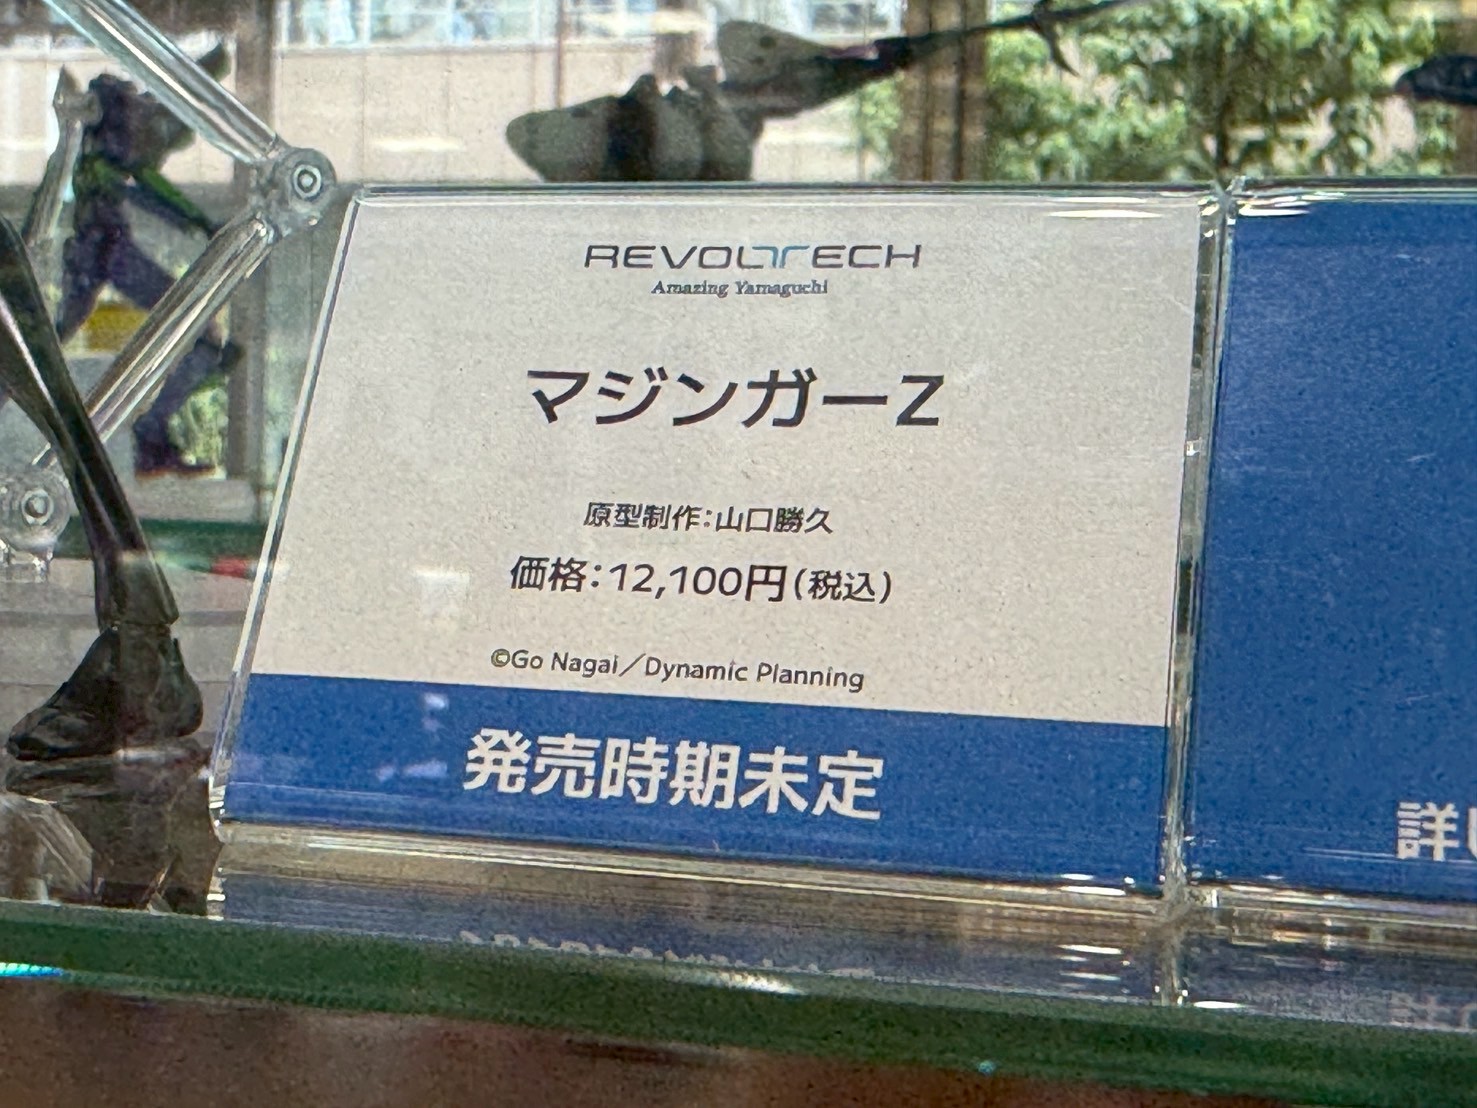 REVOLTECH
Amazing Yamaguchi
マジンガーZ
原型制作:山口勝久
価格:12,100円(税込)
©Go Nagai／Dynamic Planning
発売時期未定
詳